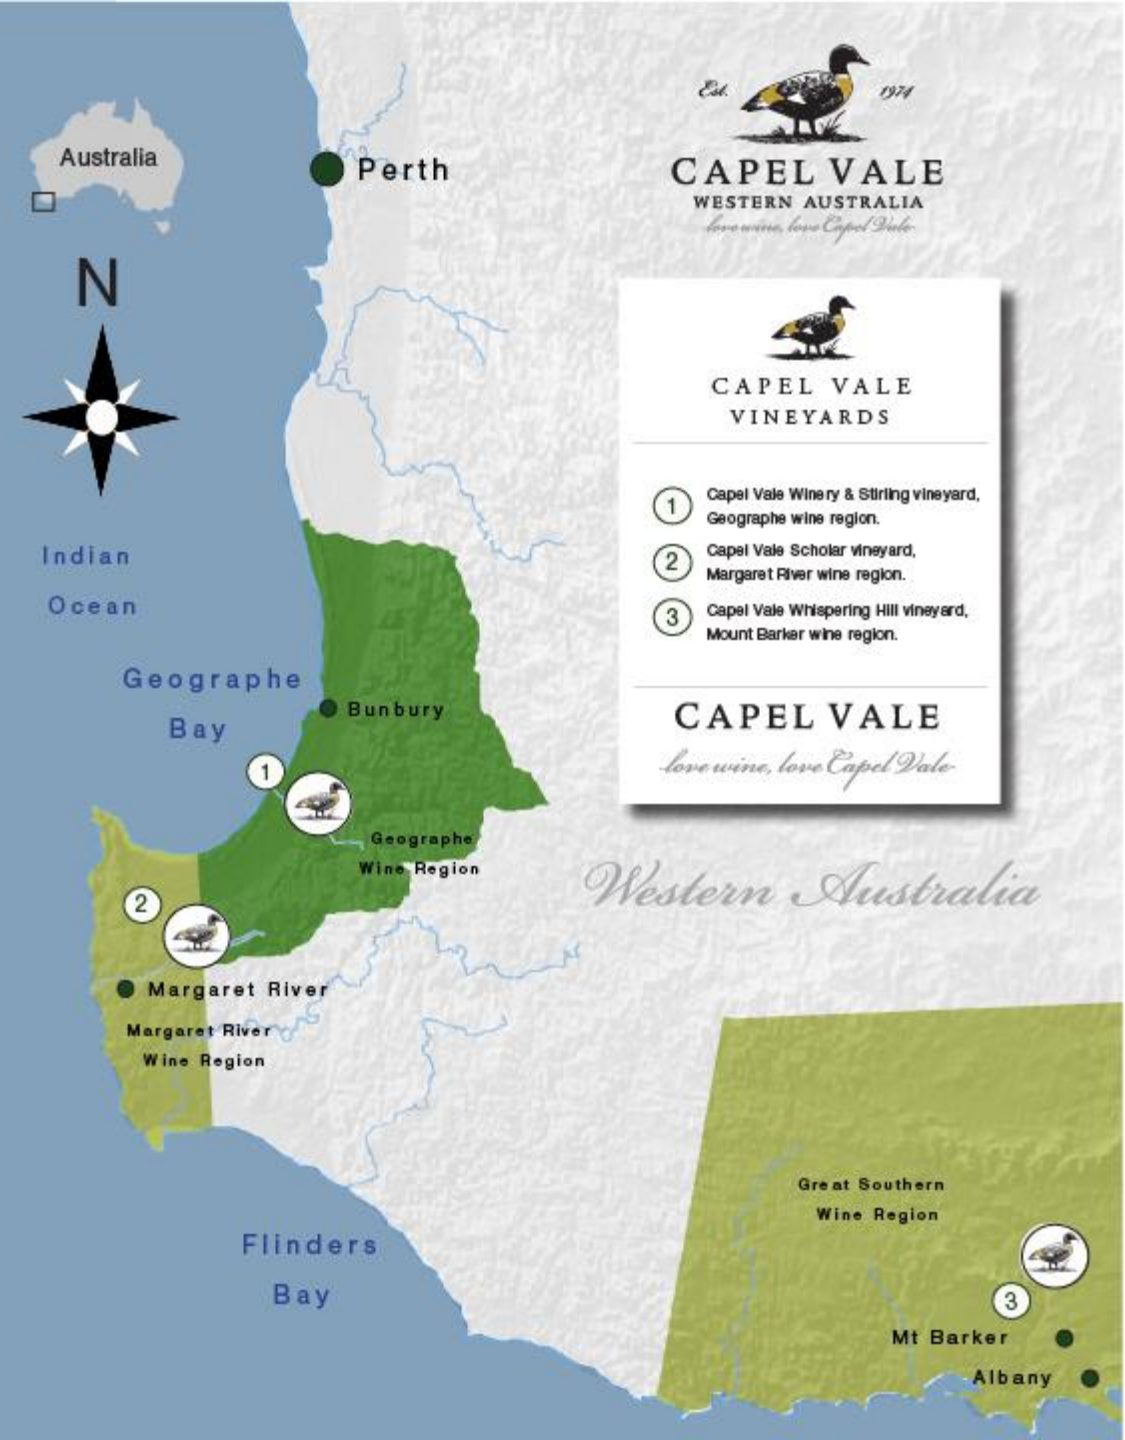 Est. 1974
CAPEL VALE
WESTERN AUSTRALIA
love wine, love Capel Vale
Australia
Perth
N
CAPEL VALE
VINEYARDS
1 Capel Vale Winery & Stirling vineyard,
Geographe wine region.
2 Capel Vale Scholar vineyard,
Margaret River wine region.
3 Capel Vale Whispering Hill vineyard,
Mount Barker wine region.
CAPEL VALE
love wine, love Capel Vale
Indian
Ocean
Geographe
Bay
Bunbury
1
Geographe
Wine Region
Western Australia
2
Margaret River
Margaret River
Wine Region
Great Southern
Wine Region
Flinders
Bay
3
Mt Barker
Albany